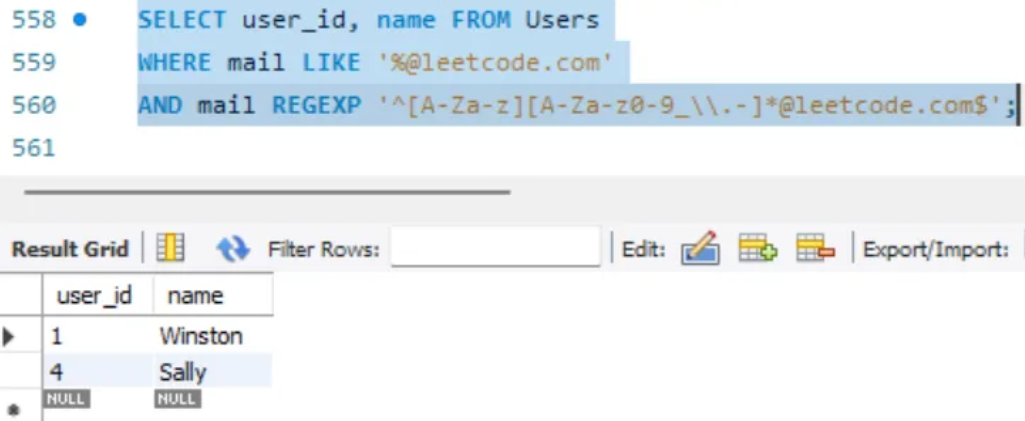 558 SELECT user_id, name FROM Users
559 WHERE mail LIKE '%@leetcode.com'
560 AND mail REGEXP '^[A-Za-z][A-Za-z0-9_\\.-]*@leetcode.com$';
561
Result Grid Filter Rows: Edit: Export/Import:
user_id name
1 Winston
4 Sally
NULL NULL